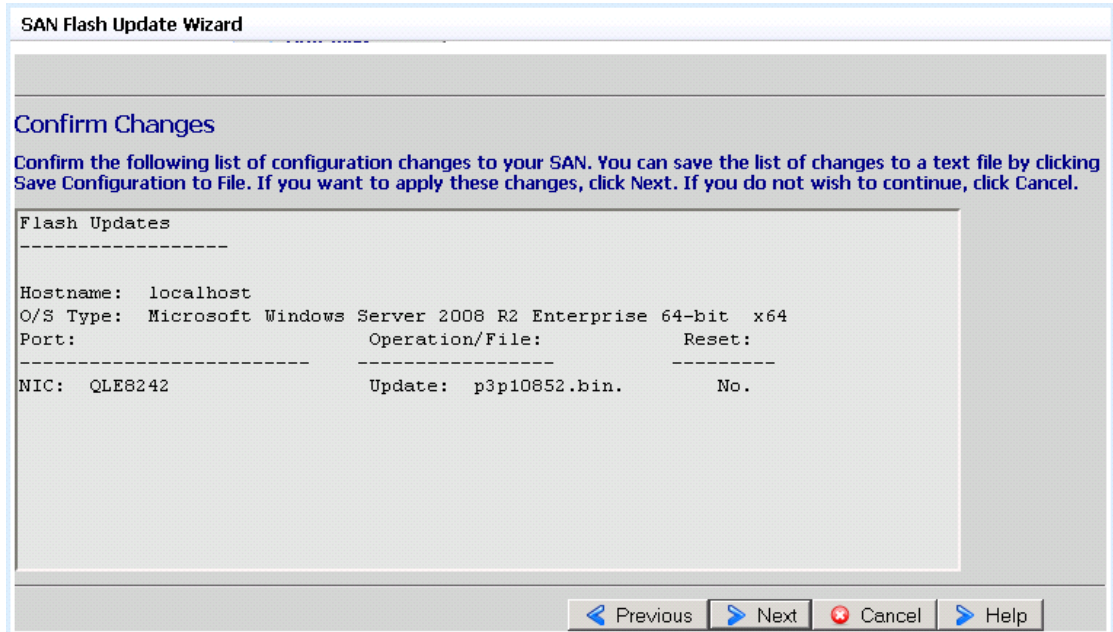 SAN Flash Update Wizard
Confirm Changes
Confirm the following list of configuration changes to your SAN. You can save the list of changes to a text file by clicking
Save Configuration to File. If you want to apply these changes, click Next. If you do not wish to continue, click Cancel.
Flash Updates
------------------
Hostname:  localhost
O/S Type:  Microsoft Windows Server 2008 R2 Enterprise 64-bit  x64
Port:                         Operation/File:            Reset:
-------------------------    -----------------          ---------
NIC:  QLE8242                 Update:  p3p10852.bin.        No.
Previous Next Cancel Help